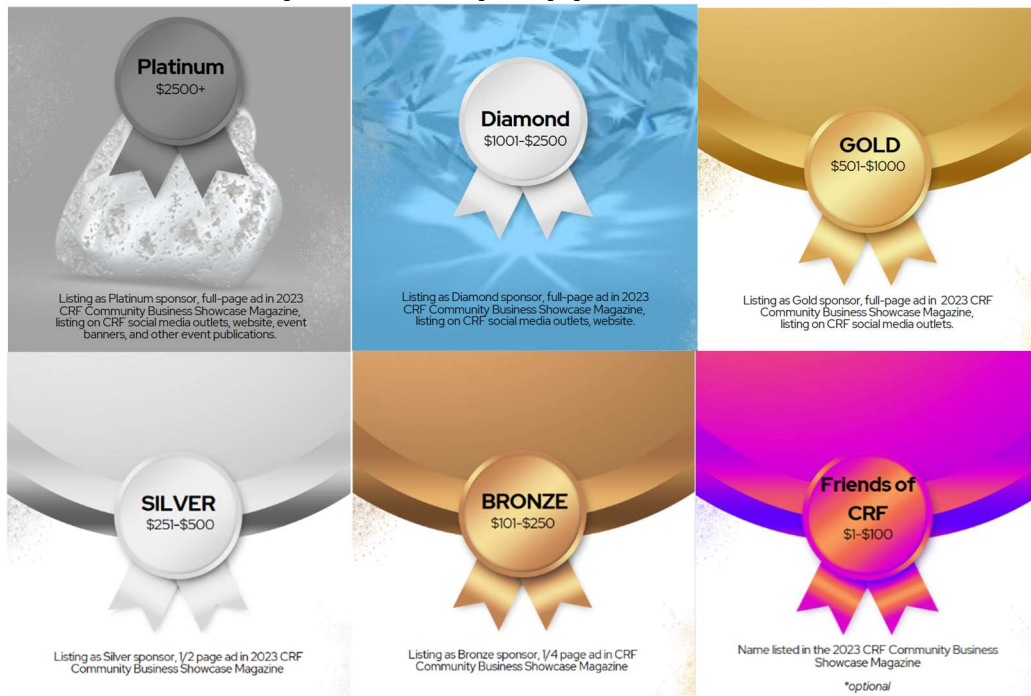 Platinum
$2500+
Listing as Platinum sponsor, full-page ad in 2023
CRF Community Business Showcase Magazine,
listing on CRF social media outlets, website, event
banners, and other event publications.
Diamond
$1001-$2500
Listing as Diamond sponsor, full-page ad in 2023
CRF Community Business Showcase Magazine,
listing on CRF social media outlets, website.
GOLD
$501-$1000
Listing as Gold sponsor, full-page ad in 2023 CRF
Community Business Showcase Magazine,
listing on CRF social media outlets.
SILVER
$251-$500
Listing as Silver sponsor, 1/2 page ad in 2023 CRF
Community Business Showcase Magazine
BRONZE
$101-$250
Listing as Bronze sponsor, 1/4 page ad in CRF
Community Business Showcase Magazine
Friends of
CRF
$1-$100
Name listed in the 2023 CRF Community Business
Showcase Magazine
*optional